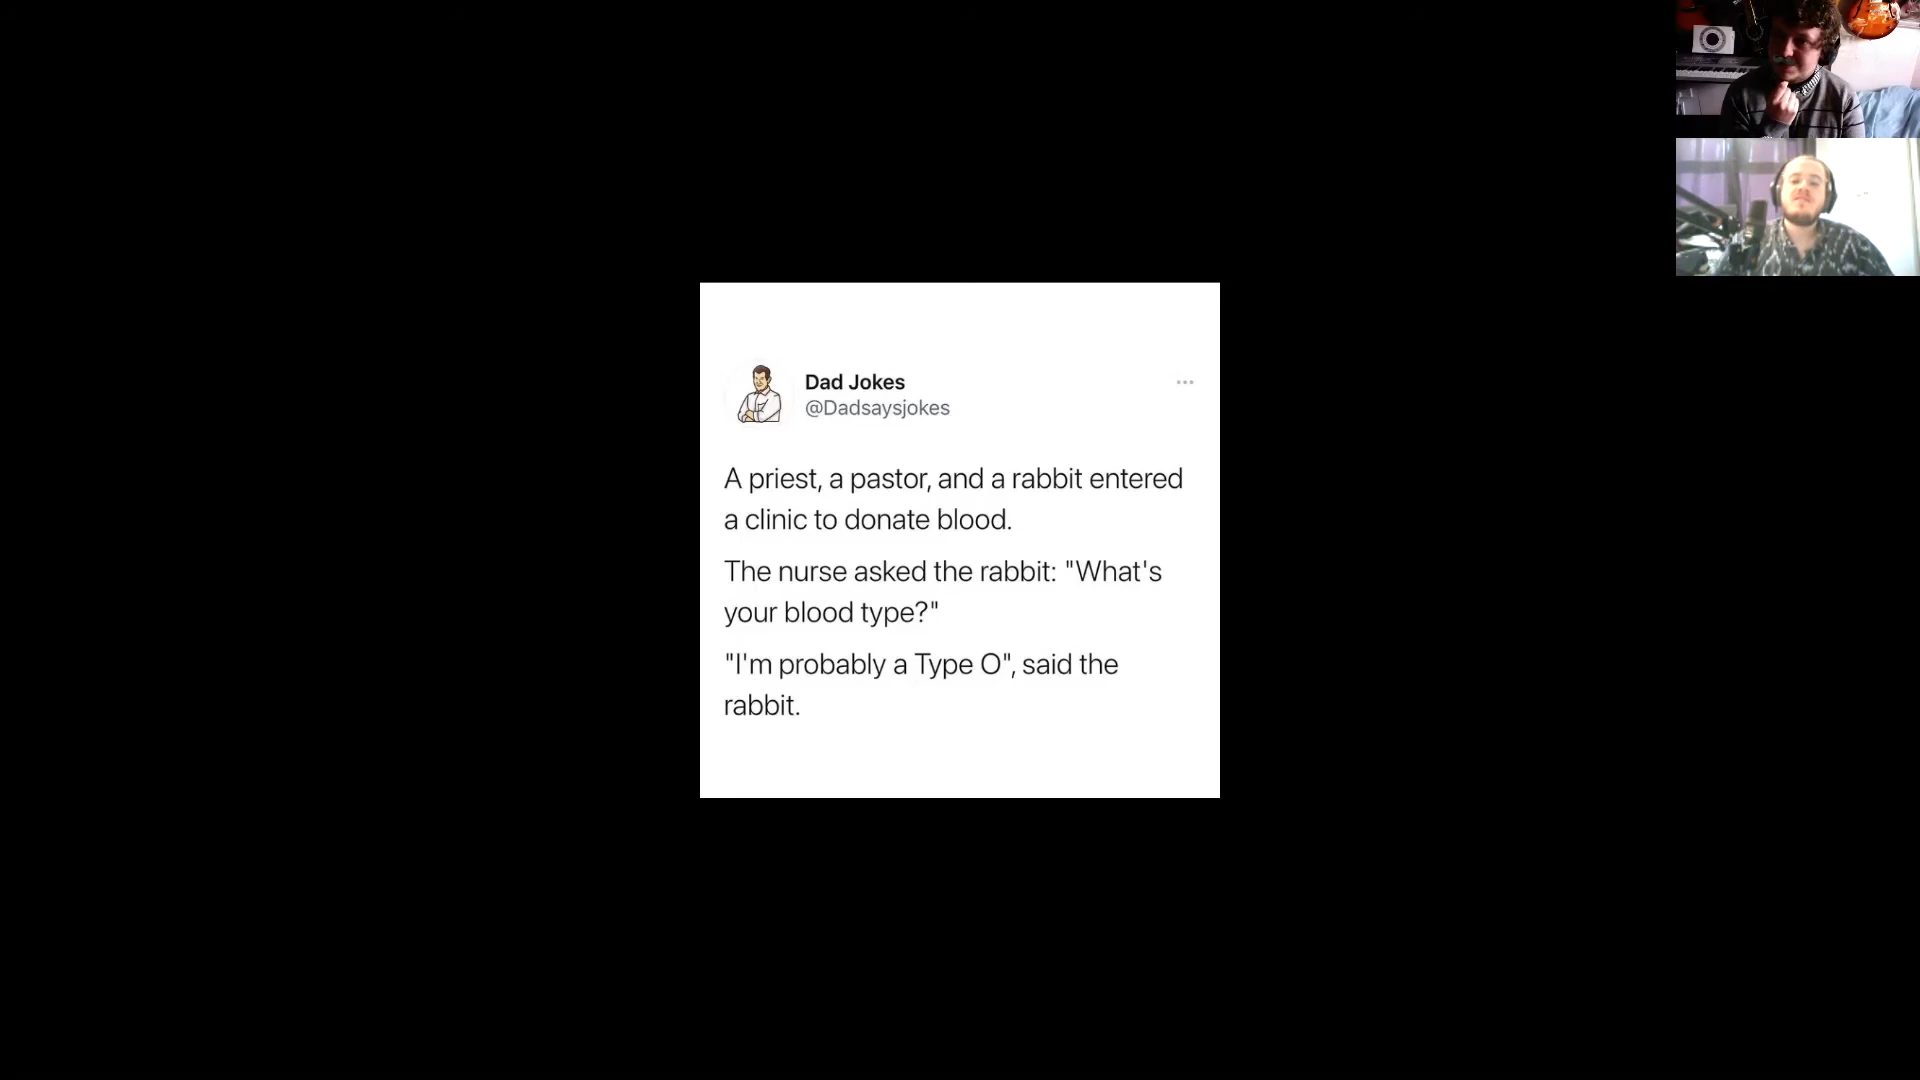 Dad Jokes
@Dadsaysjokes
A priest, a pastor, and a rabbit entered
a clinic to donate blood.
The nurse asked the rabbit: "What's
your blood type?"
"I'm probably a Type O", said the
rabbit.